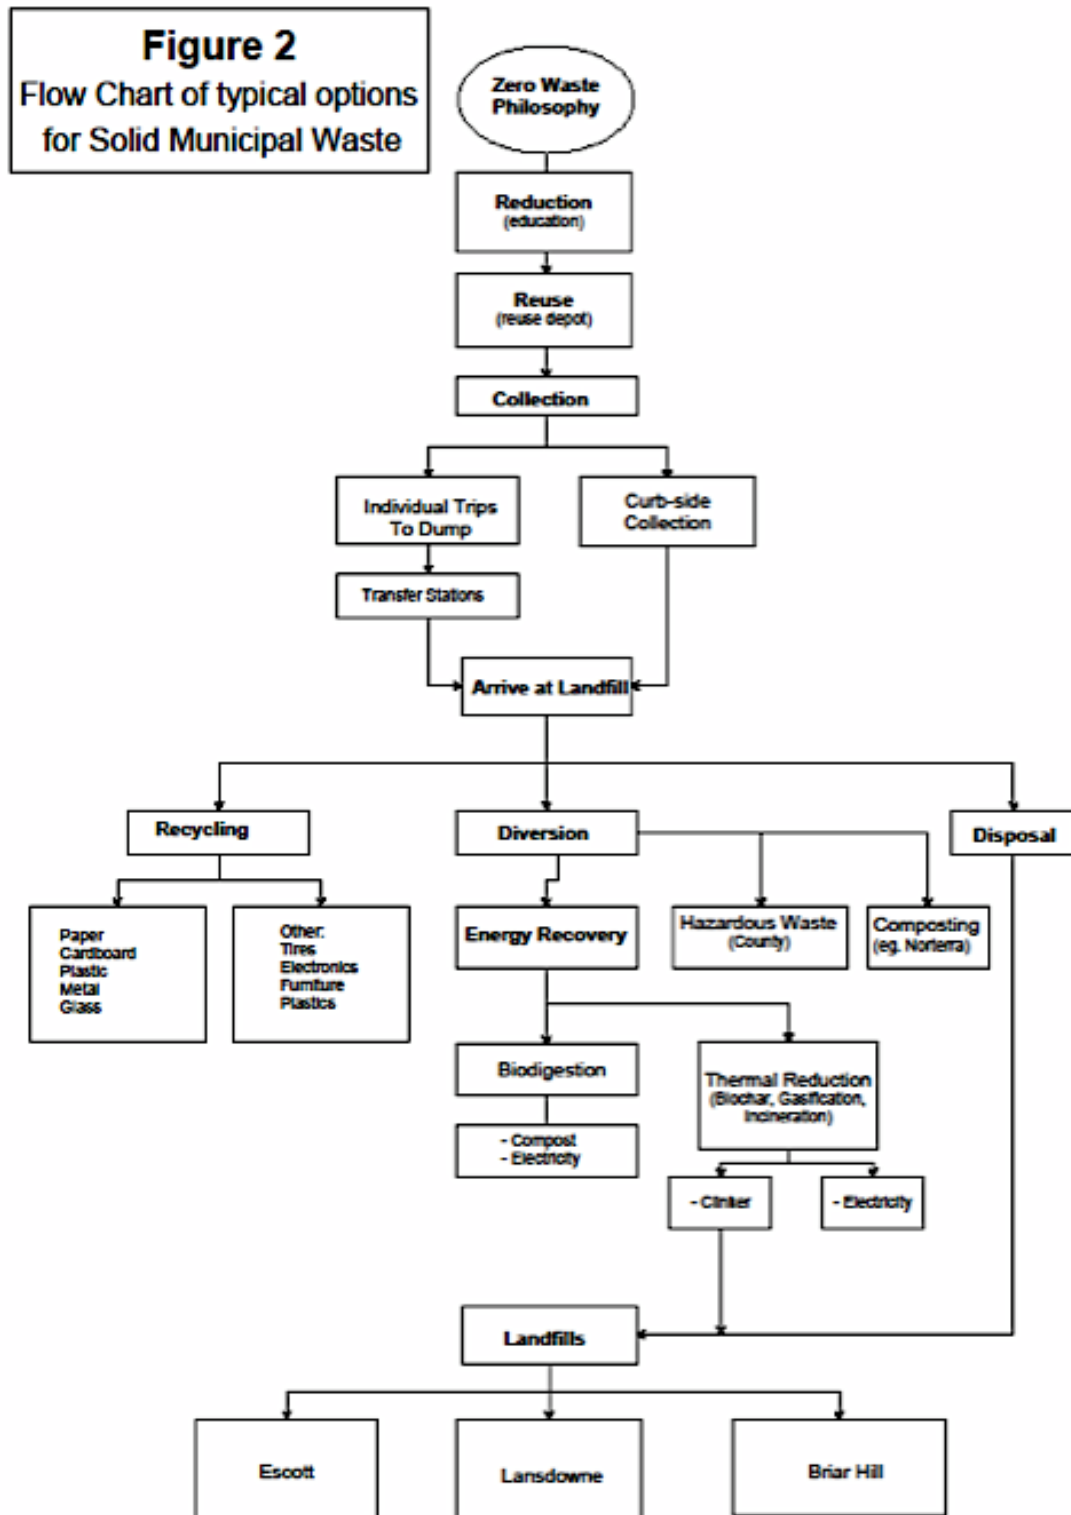 Figure 2
Flow Chart of typical options
for Solid Municipal Waste
Zero Waste
Philosophy
Reduction
(education)
Reuse
(reuse depot)
Collection
Individual Trips
To Dump
Curb-side
Collection
Transfer Stations
Arrive at Landfill
Recycling
Diversion
Disposal
Paper
Cardboard
Plastic
Metal
Glass
Other:
Tires
Electronics
Furniture
Plastics
Energy Recovery
Hazardous Waste
(County)
Composting
(eg. Norterra)
Biodigestion
- Compost
- Electricity
Thermal Reduction
(Biochar, Gasification,
Incineration)
- Clinker
- Electricity
Landfills
Escott
Lansdowne
Briar Hill